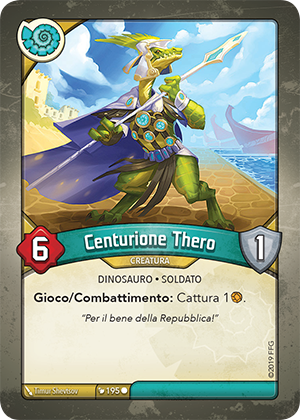 6
Centurione Thero
1
CREATURA
DINOSAURO • SOLDATO
Gioco/Combattimento: Cattura 1.
"Per il bene della Repubblica!"
Timur Shevtsov
195
©2019 FFG